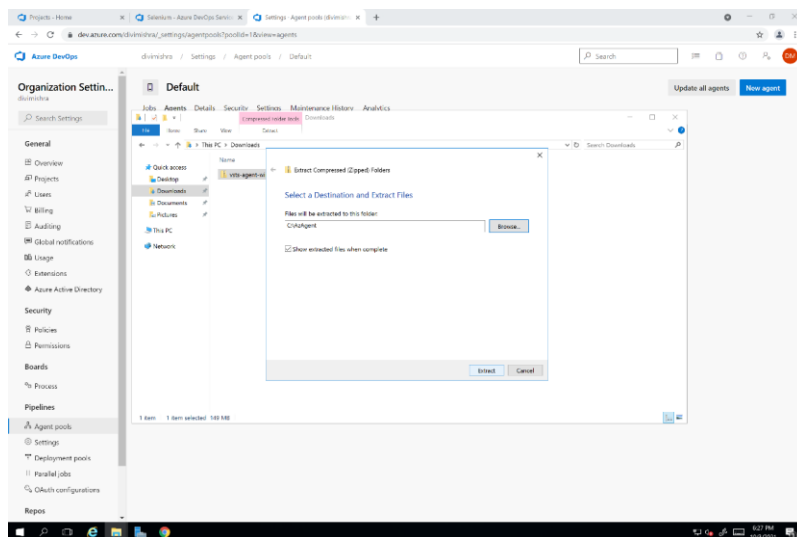 Projects - Home
Selenium - Azure DevOps Servic
Settings - Agent pools (divimishra
dev.azure.com/divimishra/_settings/agentpools?poolId=1&view=agents
Azure DevOps
divimishra / Settings / Agent pools / Default
Search
DM
Organization Settin...
divimishra
Search Settings
General
Overview
Projects
Users
Billing
Auditing
Global notifications
Usage
Extensions
Azure Active Directory
Security
Policies
Permissions
Boards
Process
Pipelines
Agent pools
Settings
Deployment pools
Parallel jobs
OAuth configurations
Repos
Default
Update all agents
New agent
Jobs Agents Details Security Settings Maintenance History Analytics
Compressed Folder Tools Downloads
File Home Share View Extract
This PC > Downloads
Search Downloads
Name
Quick access
Desktop
Downloads
Documents
Pictures
This PC
Network
vsts-agent-wi
Extract Compressed (Zipped) Folders
Select a Destination and Extract Files
Files will be extracted to this folder:
C:\AzAgent
Browse...
Show extracted files when complete
Extract
Cancel
1 item 1 item selected 149 MB
6:27 PM